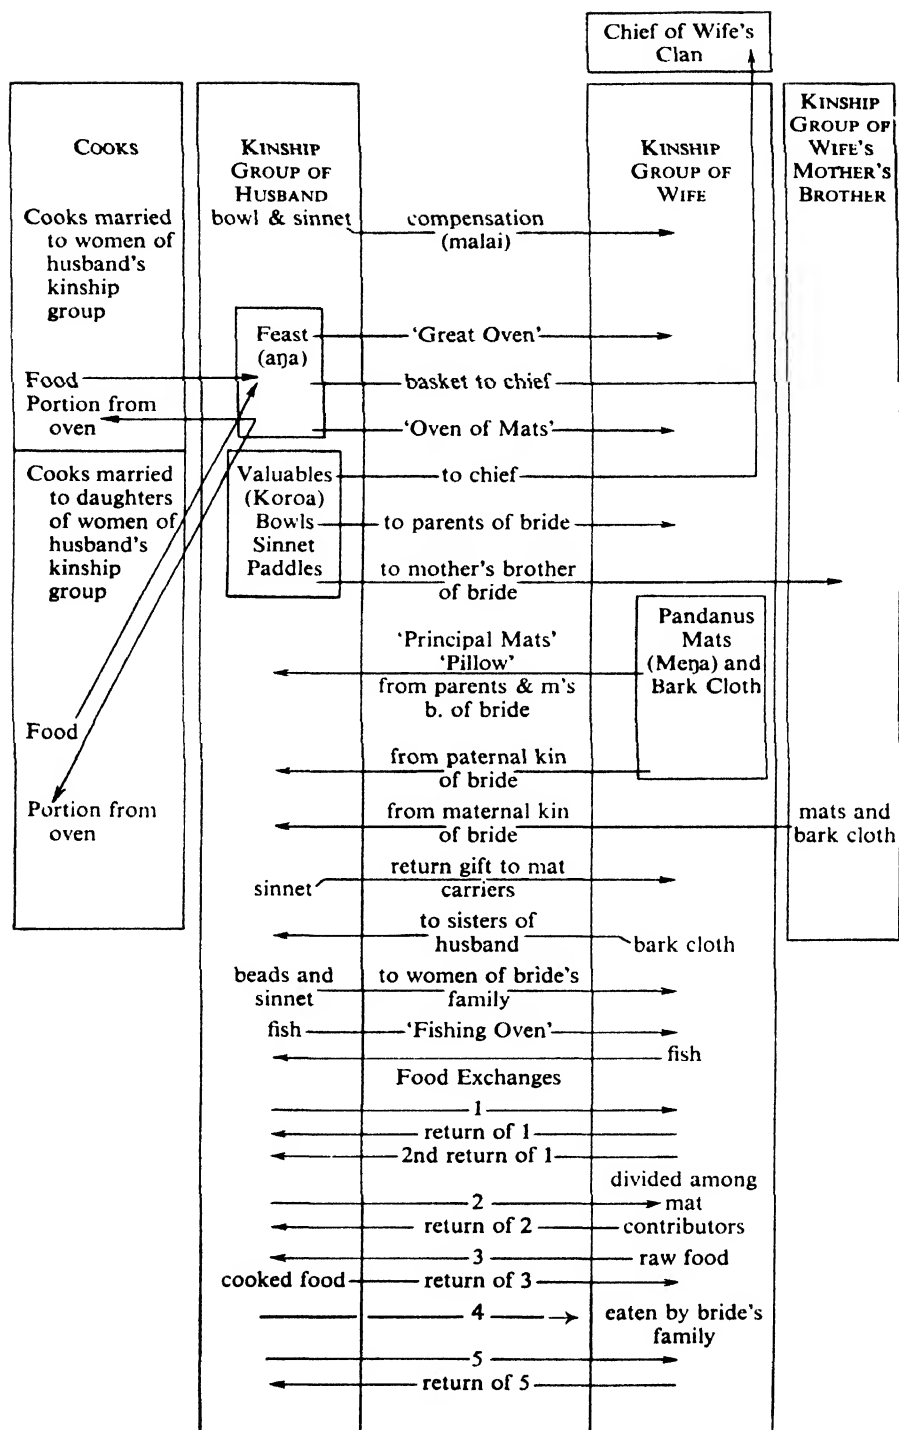 Chief of Wife's
Clan
COOKS
KINSHIP
GROUP OF
HUSBAND
KINSHIP
GROUP OF
WIFE
KINSHIP
GROUP OF
WIFE'S
MOTHER'S
BROTHER
Cooks married
to women of
husband's
kinship
group
bowl & sinnet
compensation
(malai)
Feast
(aŋa)
'Great Oven'
Food
basket to chief
Portion from
oven
'Oven of Mats'
Cooks married
to daughters
of women of
husband's
kinship
group
Valuables
(Koroa)
Bowls
Sinnet
Paddles
to chief
to parents of bride
to mother's brother
of bride
'Principal Mats'
'Pillow'
from parents & m's
b. of bride
Pandanus
Mats
(Meŋa) and
Bark Cloth
Food
from paternal kin
of bride
Portion from
oven
from maternal kin
of bride
mats and
bark cloth
sinnet
return gift to mat
carriers
to sisters of
husband
bark cloth
beads and
sinnet
to women of bride's
family
fish
'Fishing Oven'
fish
Food Exchanges
1
return of 1
2nd return of 1
2
divided among
mat
contributors
return of 2
3
raw food
cooked food
return of 3
4
eaten by bride's
family
5
return of 5